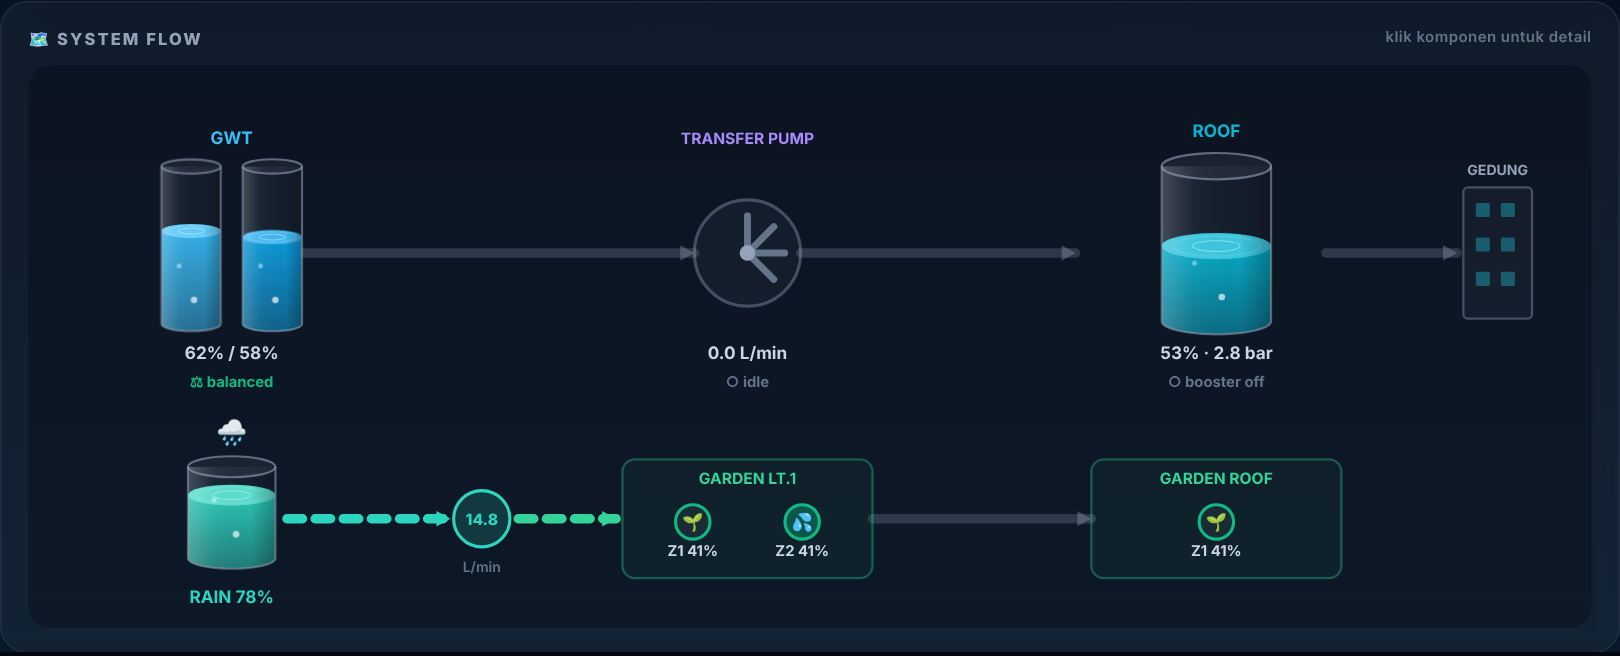 SYSTEM FLOW
klik komponen untuk detail
GWT
TRANSFER PUMP
ROOF
GEDUNG
62% / 58%
0.0 L/min
53% · 2.8 bar
balanced
idle
booster off
GARDEN LT.1
GARDEN ROOF
14.8
Z1 41%
Z2 41%
Z1 41%
L/min
RAIN 78%